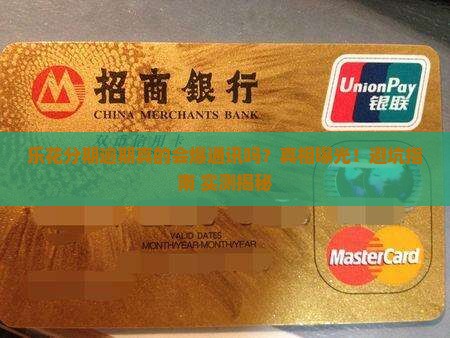 招商銀行
CHINA MERCHANTS BANK
UnionPay
银联
乐花分期逾期真的会爆通讯吗？真相曝光！避坑指
南 实测揭秘
VALID DATES
MONTH/YEAR-MONTH/YEAR
MasterCard